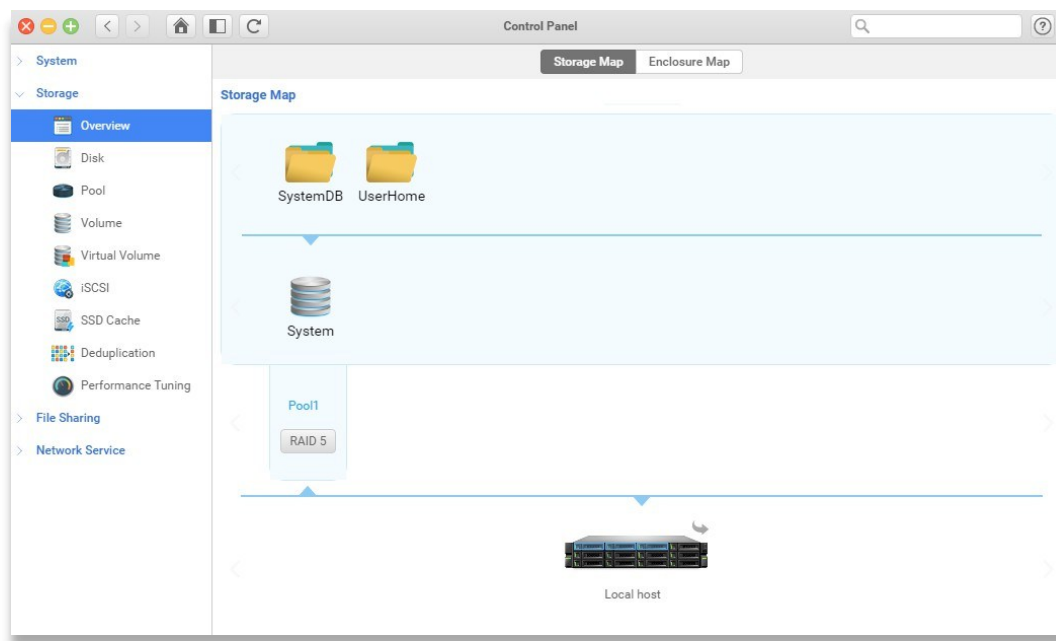 Control Panel
?
System
Storage
Overview
Disk
Pool
Volume
Virtual Volume
iSCSI
SSD
SSD Cache
Deduplication
Performance Tuning
File Sharing
Network Service
Storage Map Enclosure Map
Storage Map
SystemDB UserHome
System
Pool1
RAID 5
Local host